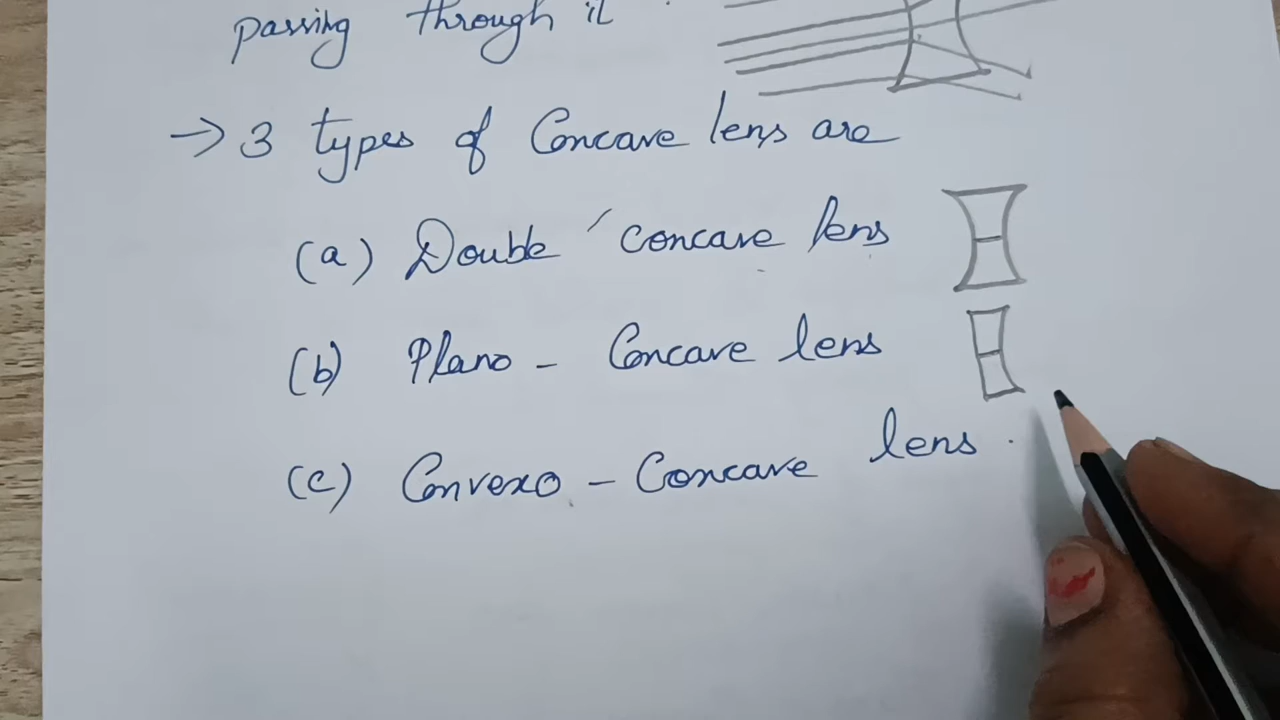 passing through it
→ 3 types of Concave lens are
(a) Double concave lens
(b) Plano - Concave lens
(c) Convexo - Concave lens.